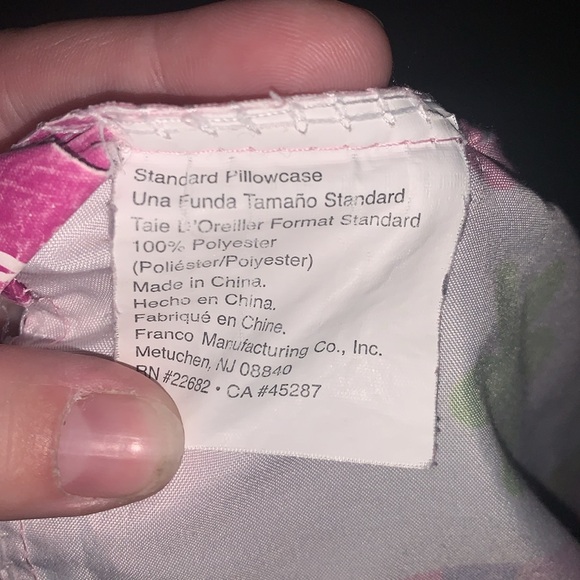 Standard Pillowcase
Una Funda Tamaño Standard
Taie L'Oreiller Format Standard
100% Polyester
(Poliéster/Polyester)
Made in China.
Hecho en China.
Fabriqué en Chine.
Franco Manufacturing Co., Inc.
Metuchen, NJ 08840
RN #22682 • CA #45287